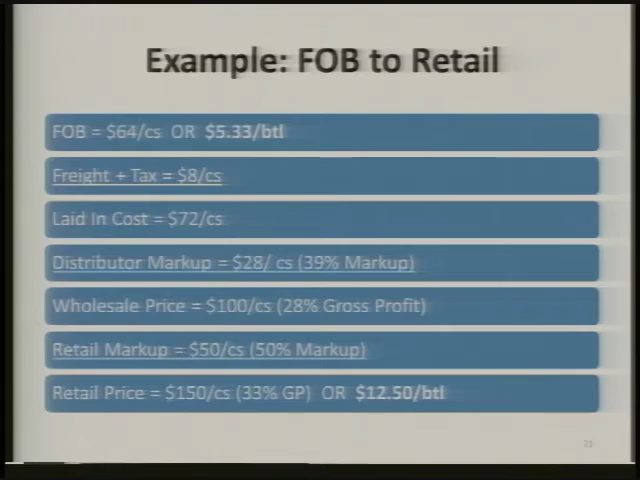 Example: FOB to Retail
FOB = $64/cs OR $5.33/btl
Freight + Tax = $8/cs
Laid In Cost = $72/cs
Distributor Markup = $28/ cs (39% Markup)
Wholesale Price = $100/cs (28% Gross Profit)
Retail Markup = $50/cs (50% Markup)
Retail Price = $150/cs (33% GP) OR $12.50/btl